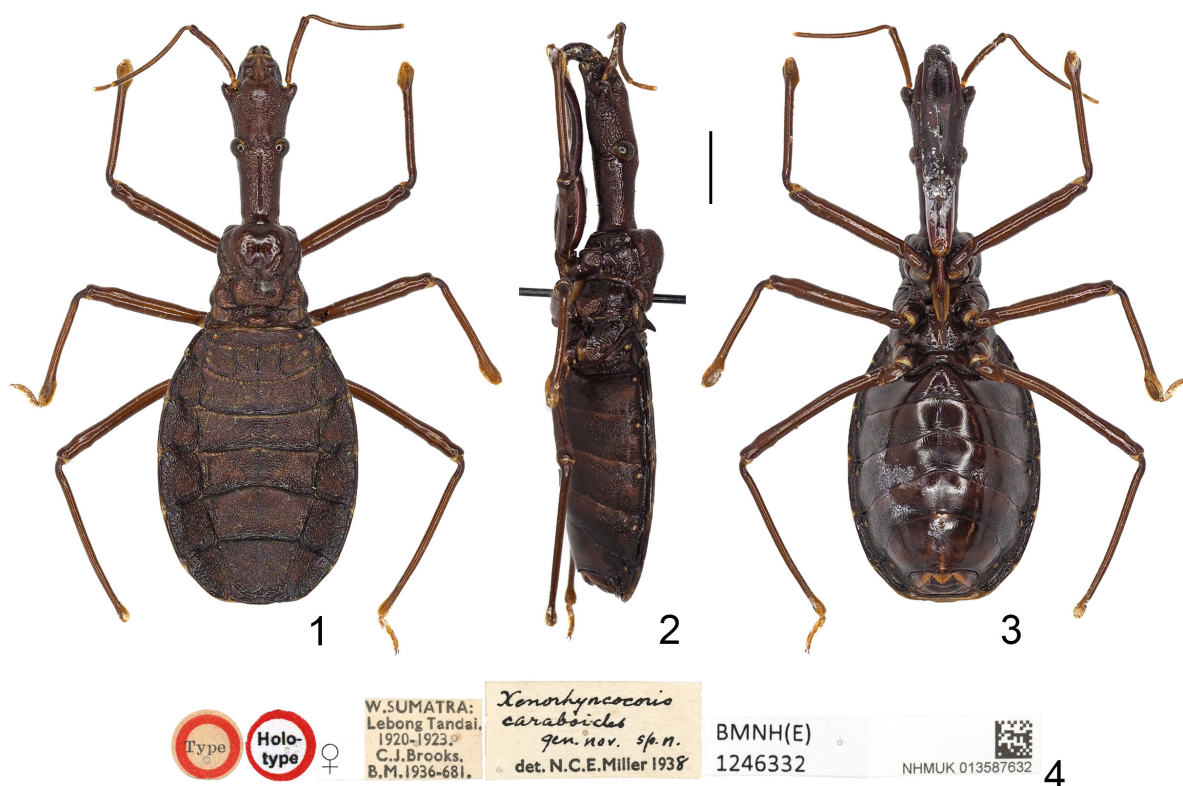 1
2
3
Type
Holo-
type
♀
W.SUMATRA:
Lebong Tandai.
1920-1923.
C.J.Brooks.
B.M.1936-681.
Xenorhyncocoris
caraboides
gen. nov. sp. n.
det. N.C.E.Miller 1938
BMNH(E)
1246332
NHMUK 013587632
4